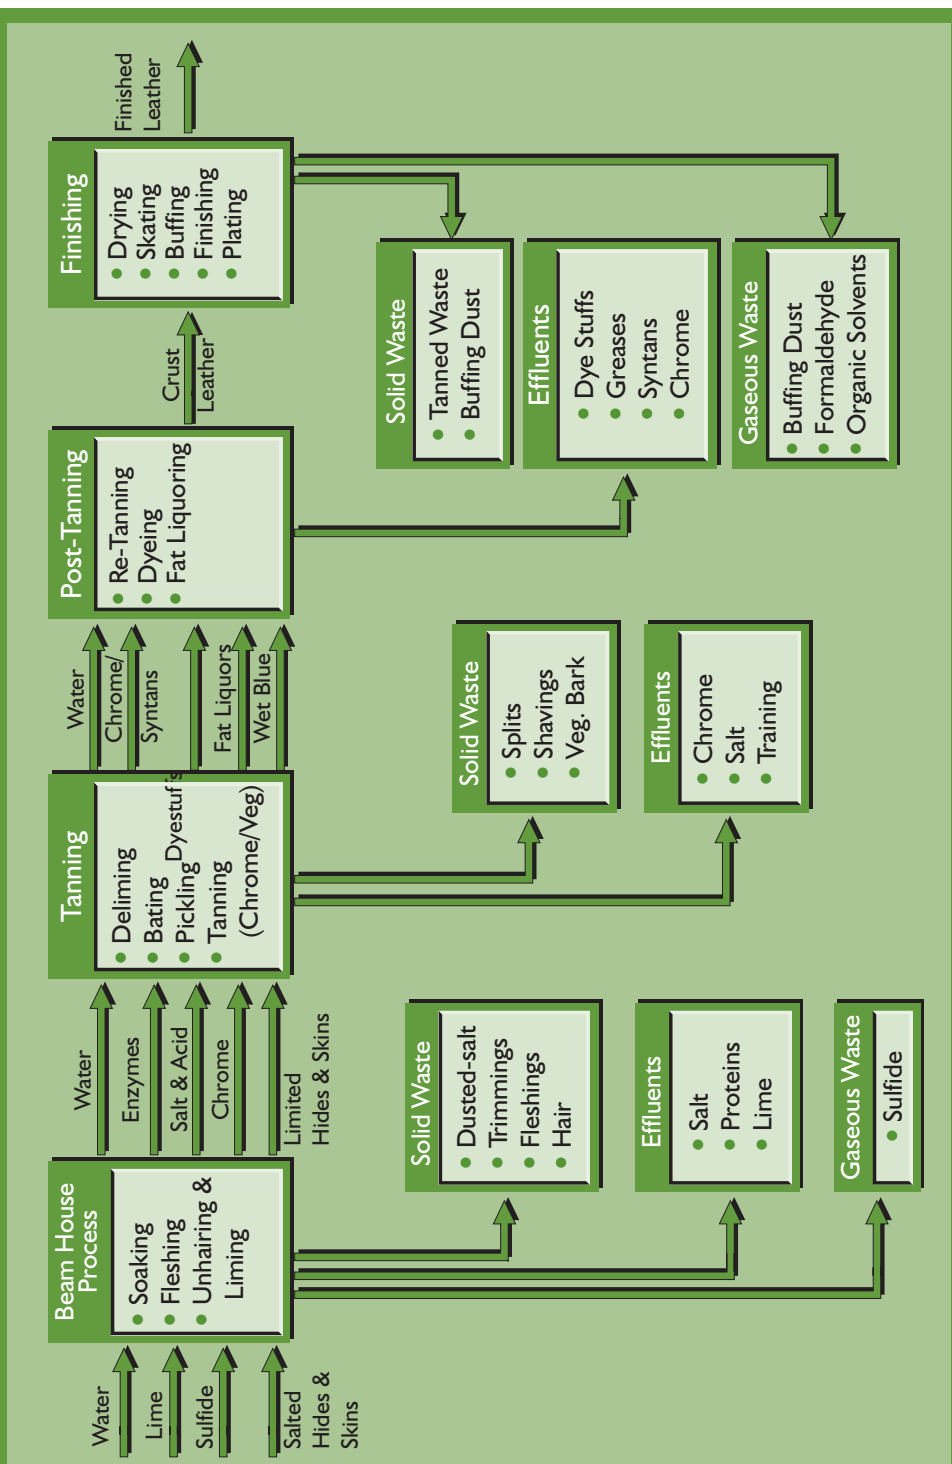 Water
Lime
Sulfide
Salted
Hides &
Skins
Beam House
Process
Soaking
Fleshing
Unhairing &
Liming
Water
Enzymes
Salt & Acid
Chrome
Limited
Hides & Skins
Tanning
Deliming
Bating
Pickling
Tanning
(Chrome/Veg)
Water
Chrome/
Syntans
Dyestuffs
Fat Liquors
Wet Blue
Post-Tanning
Re-Tanning
Dyeing
Fat Liquoring
Crust
Leather
Finishing
Drying
Skating
Buffing
Finishing
Plating
Finished
Leather
Solid Waste
Dusted-salt
Trimmings
Fleshings
Hair
Effluents
Salt
Proteins
Lime
Gaseous Waste
Sulfide
Solid Waste
Splits
Shavings
Veg. Bark
Effluents
Chrome
Salt
Training
Solid Waste
Tanned Waste
Buffing Dust
Effluents
Dye Stuffs
Greases
Syntans
Chrome
Gaseous Waste
Buffing Dust
Formaldehyde
Organic Solvents